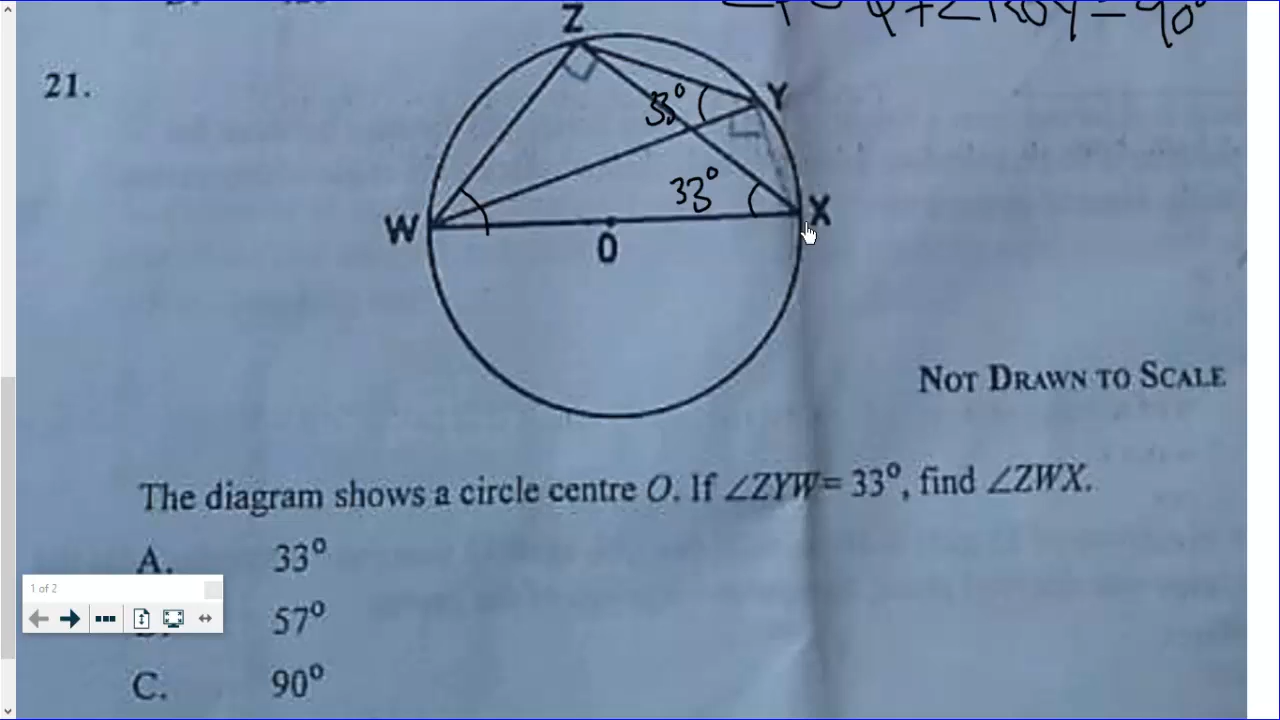 Z
21.
Y
33°
33°
W
X
O
NOT DRAWN TO SCALE
The diagram shows a circle centre O. If ∠ZYW= 33°, find ∠ZWX.
A. 33°
1 of 2
57°
C. 90°